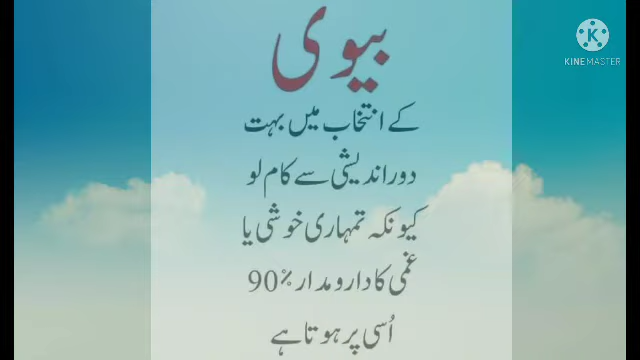 بیوی
کے انتخاب میں بہت
دور اندیشی سے کام لو
کیونکہ تمہاری خوشی یا
غمی کا دارومدار %90
اُسی پر ہوتا ہے
K
KINEMASTER